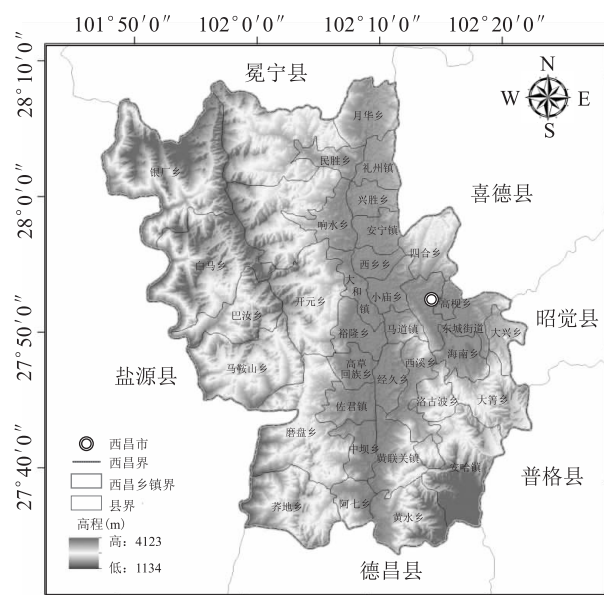 101°50′0″ 102°0′0″ 102°10′0″ 102°20′0″
28°10′0″
冕宁县
N
W E
S
月华乡
民胜乡
礼州镇
银厂乡
28°0′0″
兴胜乡
喜德县
响水乡
安宁镇
四合乡
白马乡
西乡乡
开元乡
太和镇
小庙乡
高枧乡
巴汝乡
昭觉县
27°50′0″
裕隆乡
马道镇
东城街道
大兴乡
海南乡
西溪乡
盐源县
马鞍山乡
高草
回族乡
经久乡
佐君镇
洛古波乡
大箐乡
磨盘乡
西昌市
西昌界
中坝乡
黄联关镇
安哈镇
普格县
27°40′0″
西昌乡镇界
县界
荞地乡
阿七乡
黄水乡
高程(m)
高：4123
低：1134
德昌县